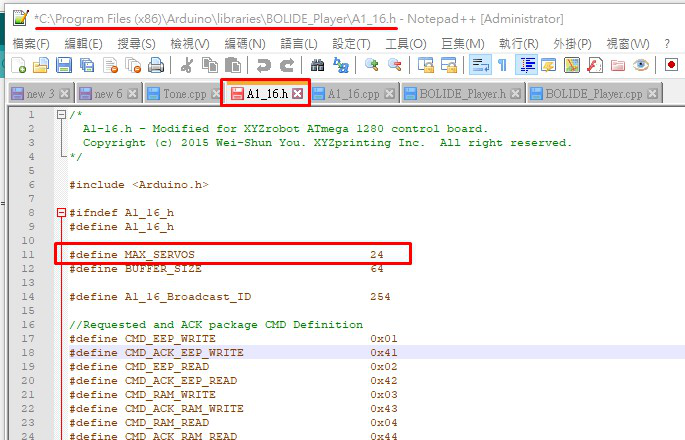 *C:\Program Files (x86)\Arduino\libraries\BOLIDE_Player\A1_16.h - Notepad++ [Administrator]
檔案(F) 編輯(E) 搜尋(S) 檢視(V) 編碼(N) 語言(L) 設定(T) 工具(O) 巨集(M) 執行(R) 外掛(P) 視窗(W) ?
new 3 new 6 Tone.cpp A1_16.h A1_16.cpp BOLIDE_Player.h BOLIDE_Player.cpp
1 /*
2 A1-16.h - Modified for XYZrobot ATmega 1280 control board.
3 Copyright (c) 2015 Wei-Shun You. XYZprinting Inc. All right reserved.
4 */
5
6 #include <Arduino.h>
7
8 #ifndef A1_16_h
9 #define A1_16_h
10
11 #define MAX_SERVOS 24
12 #define BUFFER_SIZE 64
13
14 #define A1_16_Broadcast_ID 254
15
16 //Requested and ACK package CMD Definition
17 #define CMD_EEP_WRITE 0x01
18 #define CMD_ACK_EEP_WRITE 0x41
19 #define CMD_EEP_READ 0x02
20 #define CMD_ACK_EEP_READ 0x42
21 #define CMD_RAM_WRITE 0x03
22 #define CMD_ACK_RAM_WRITE 0x43
23 #define CMD_RAM_READ 0x04
24 #define CMD_ACK_RAM_READ 0x44